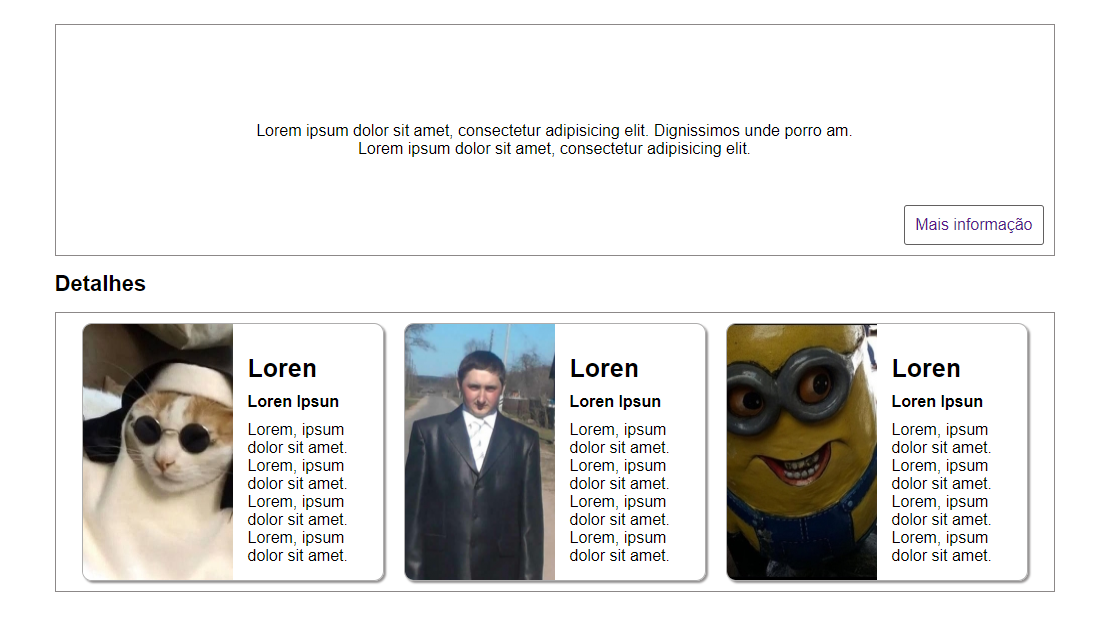 Lorem ipsum dolor sit amet, consectetur adipisicing elit. Dignissimos unde porro am.
Lorem ipsum dolor sit amet, consectetur adipisicing elit.
Mais informação
Detalhes
Loren
Loren Ipsun
Lorem, ipsum
dolor sit amet.
Lorem, ipsum
dolor sit amet.
Lorem, ipsum
dolor sit amet.
Lorem, ipsum
dolor sit amet.
Loren
Loren Ipsun
Lorem, ipsum
dolor sit amet.
Lorem, ipsum
dolor sit amet.
Lorem, ipsum
dolor sit amet.
Lorem, ipsum
dolor sit amet.
Loren
Loren Ipsun
Lorem, ipsum
dolor sit amet.
Lorem, ipsum
dolor sit amet.
Lorem, ipsum
dolor sit amet.
Lorem, ipsum
dolor sit amet.